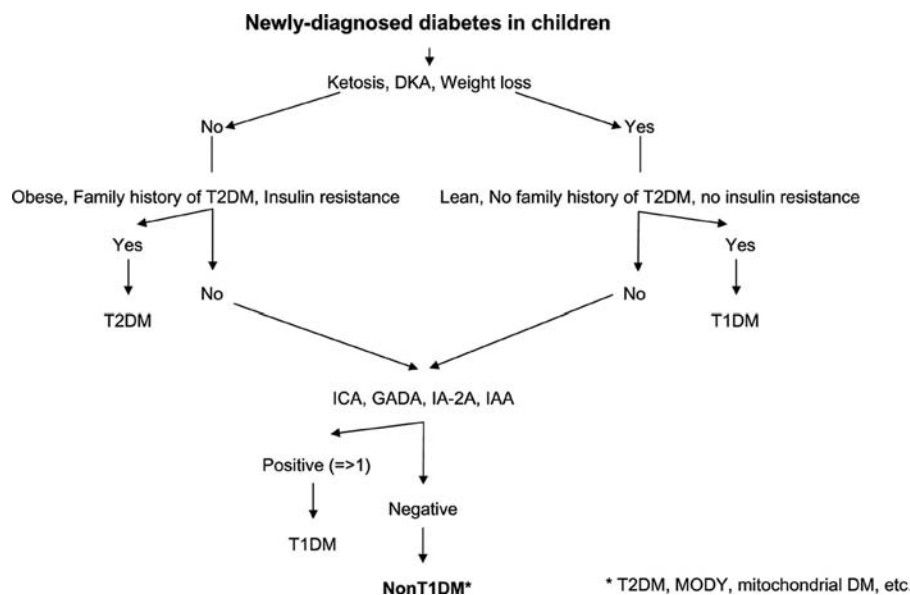 Newly-diagnosed diabetes in children
Ketosis, DKA, Weight loss
No
Yes
Obese, Family history of T2DM, Insulin resistance
Lean, No family history of T2DM, no insulin resistance
Yes
No
No
Yes
T2DM
T1DM
ICA, GADA, IA-2A, IAA
Positive (=>1)
Negative
T1DM
NonT1DM*
* T2DM, MODY, mitochondrial DM, etc.